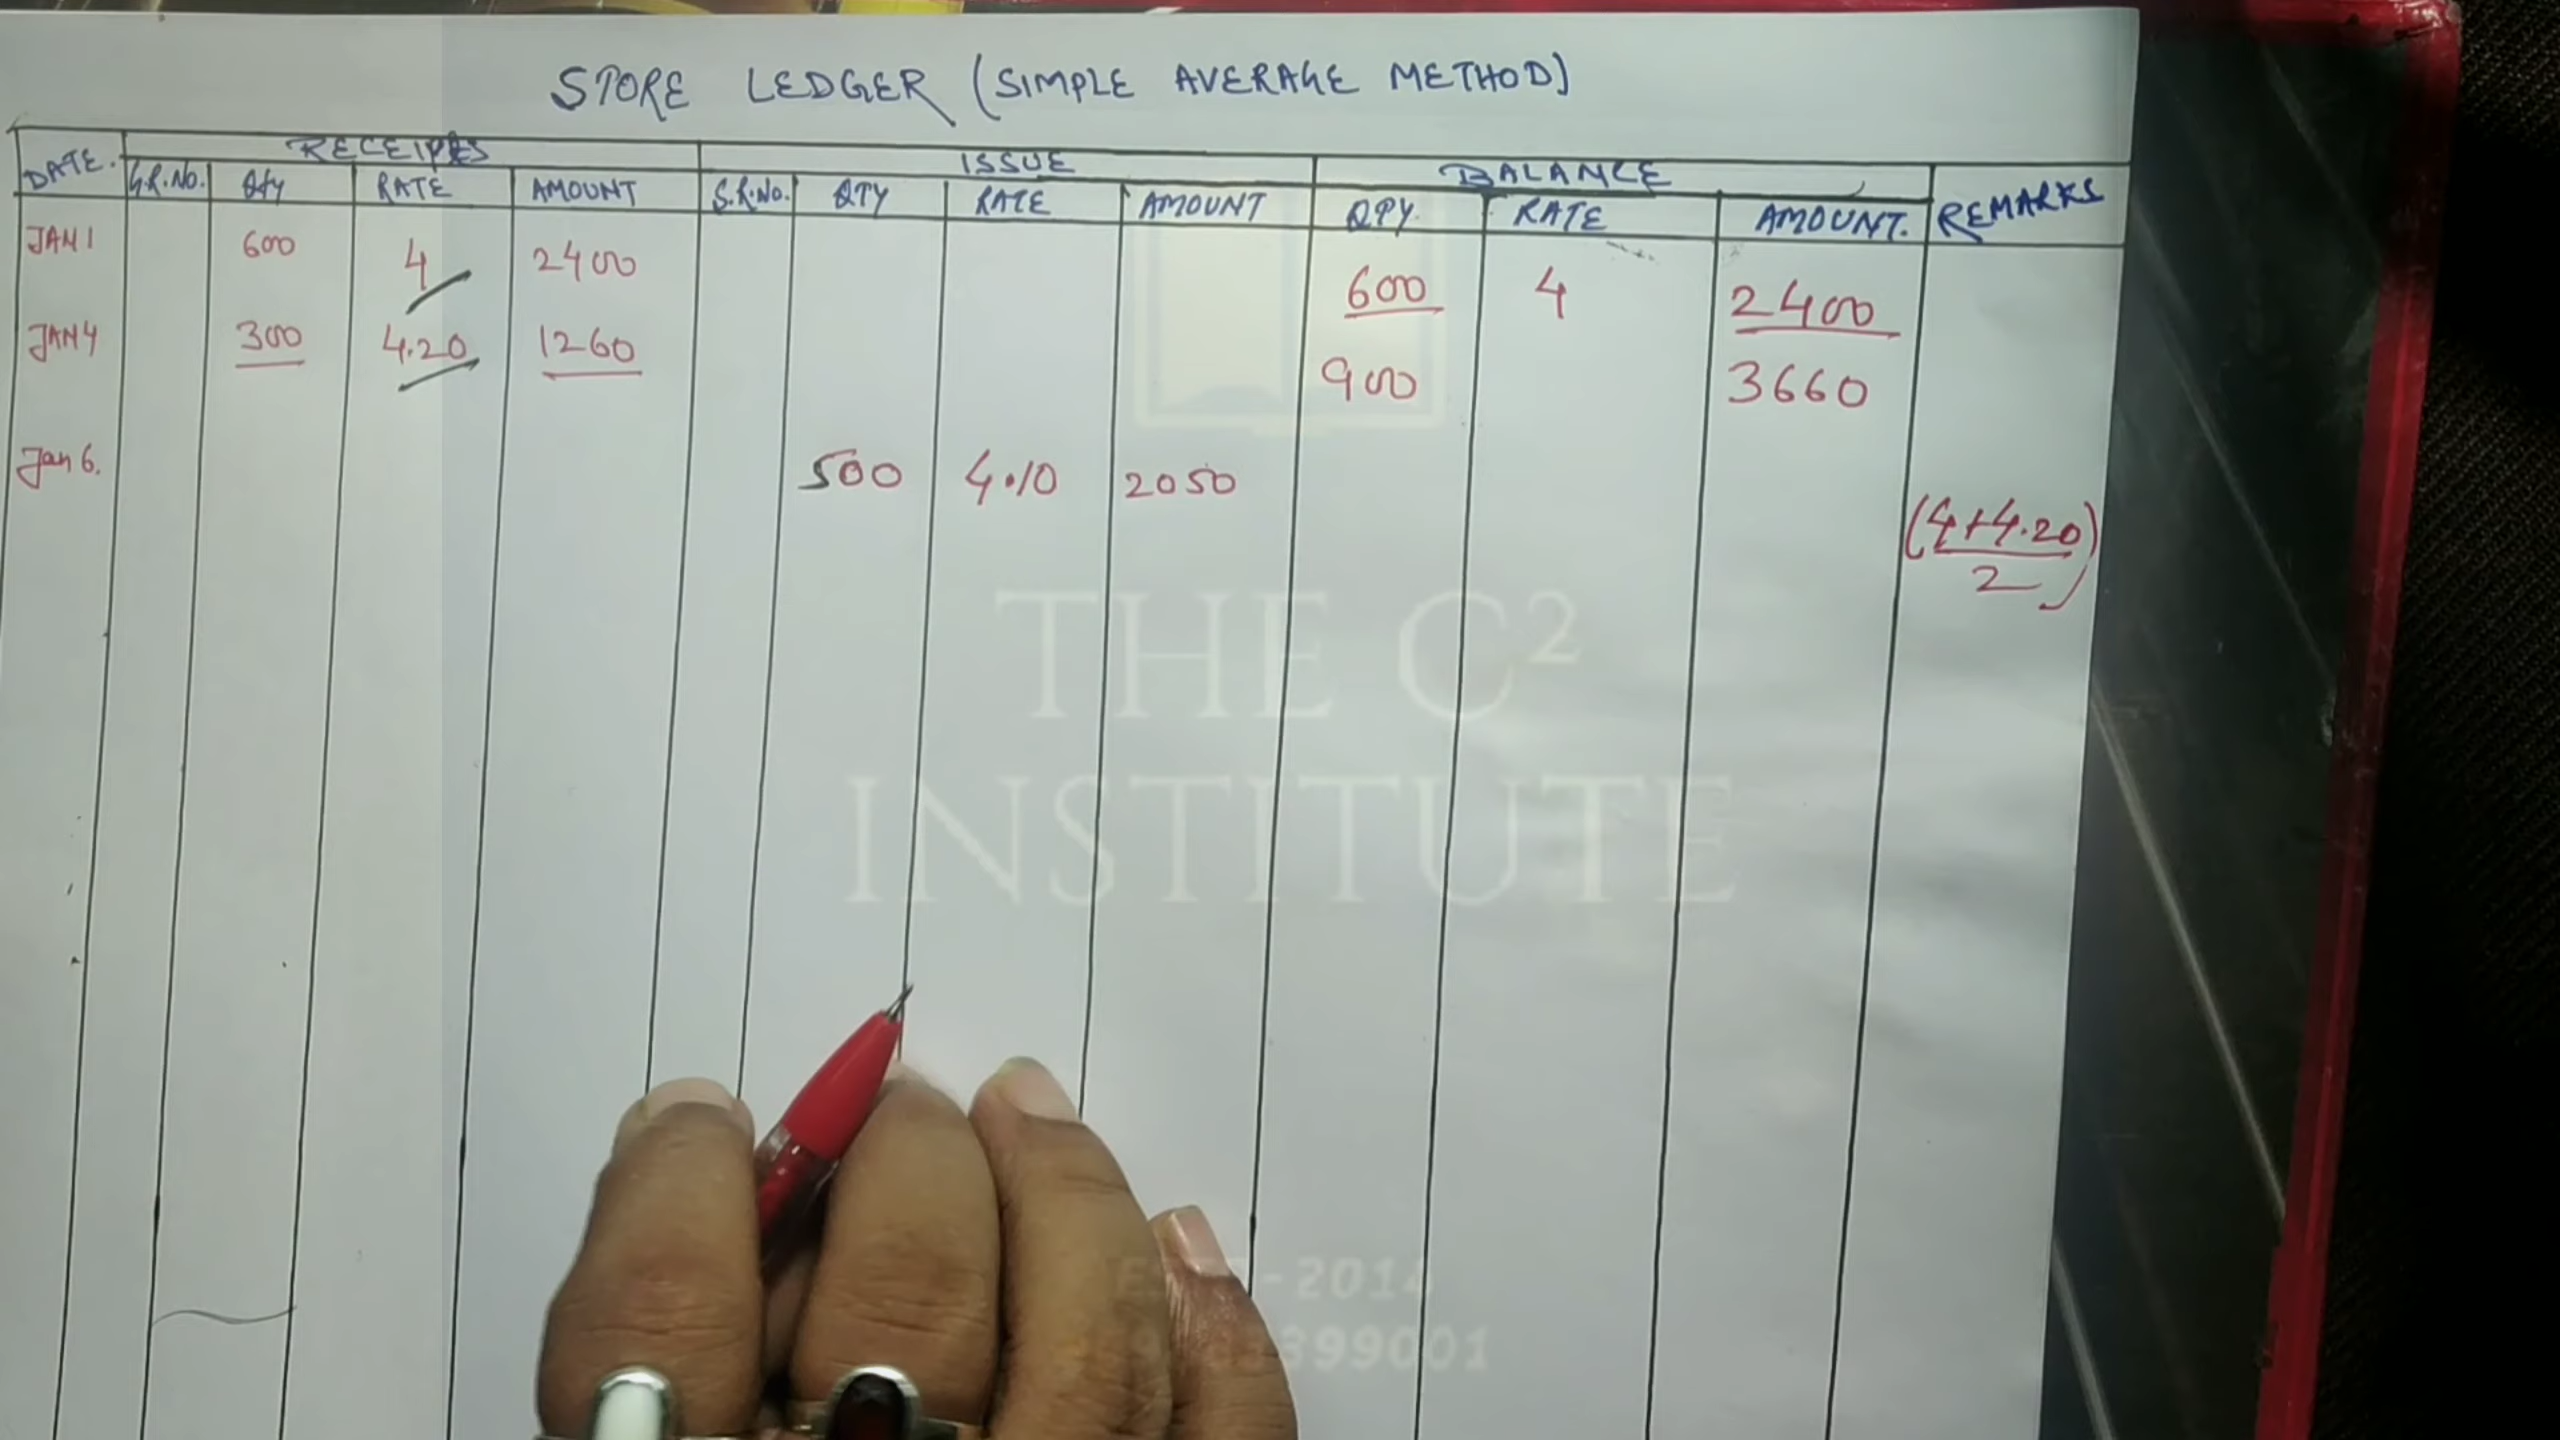 STORE LEDGER (SIMPLE AVERAGE METHOD)
DATE. RECEIPTS ISSUE BALANCE REMARKS
G.R.No. Qty RATE AMOUNT S.R.No. QTY RATE AMOUNT QTY. RATE AMOUNT.
JAN 1 600 4 2400 600 4 2400
JAN 4 300 4.20 1260 900 3660
Jan 6. 500 4.10 2050 (4+4.20)
2
THE C²
INSTITUTE